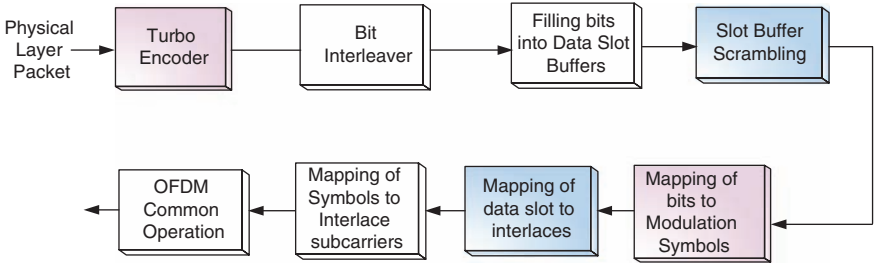 Physical
Layer
Packet
Turbo
Encoder
Bit
Interleaver
Filling bits
into Data Slot
Buffers
Slot Buffer
Scrambling
OFDM
Common
Operation
Mapping of
Symbols to
Interlace
subcarriers
Mapping of
data slot to
interlaces
Mapping of
bits to
Modulation
Symbols